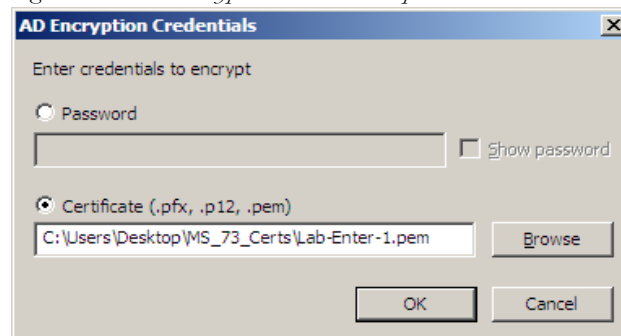 AD Encryption Credentials
Enter credentials to encrypt
Password
Show password
Certificate (.pfx, .p12, .pem)
C:\Users\Desktop\MS_73_Certs\Lab-Enter-1.pem
Browse
OK
Cancel